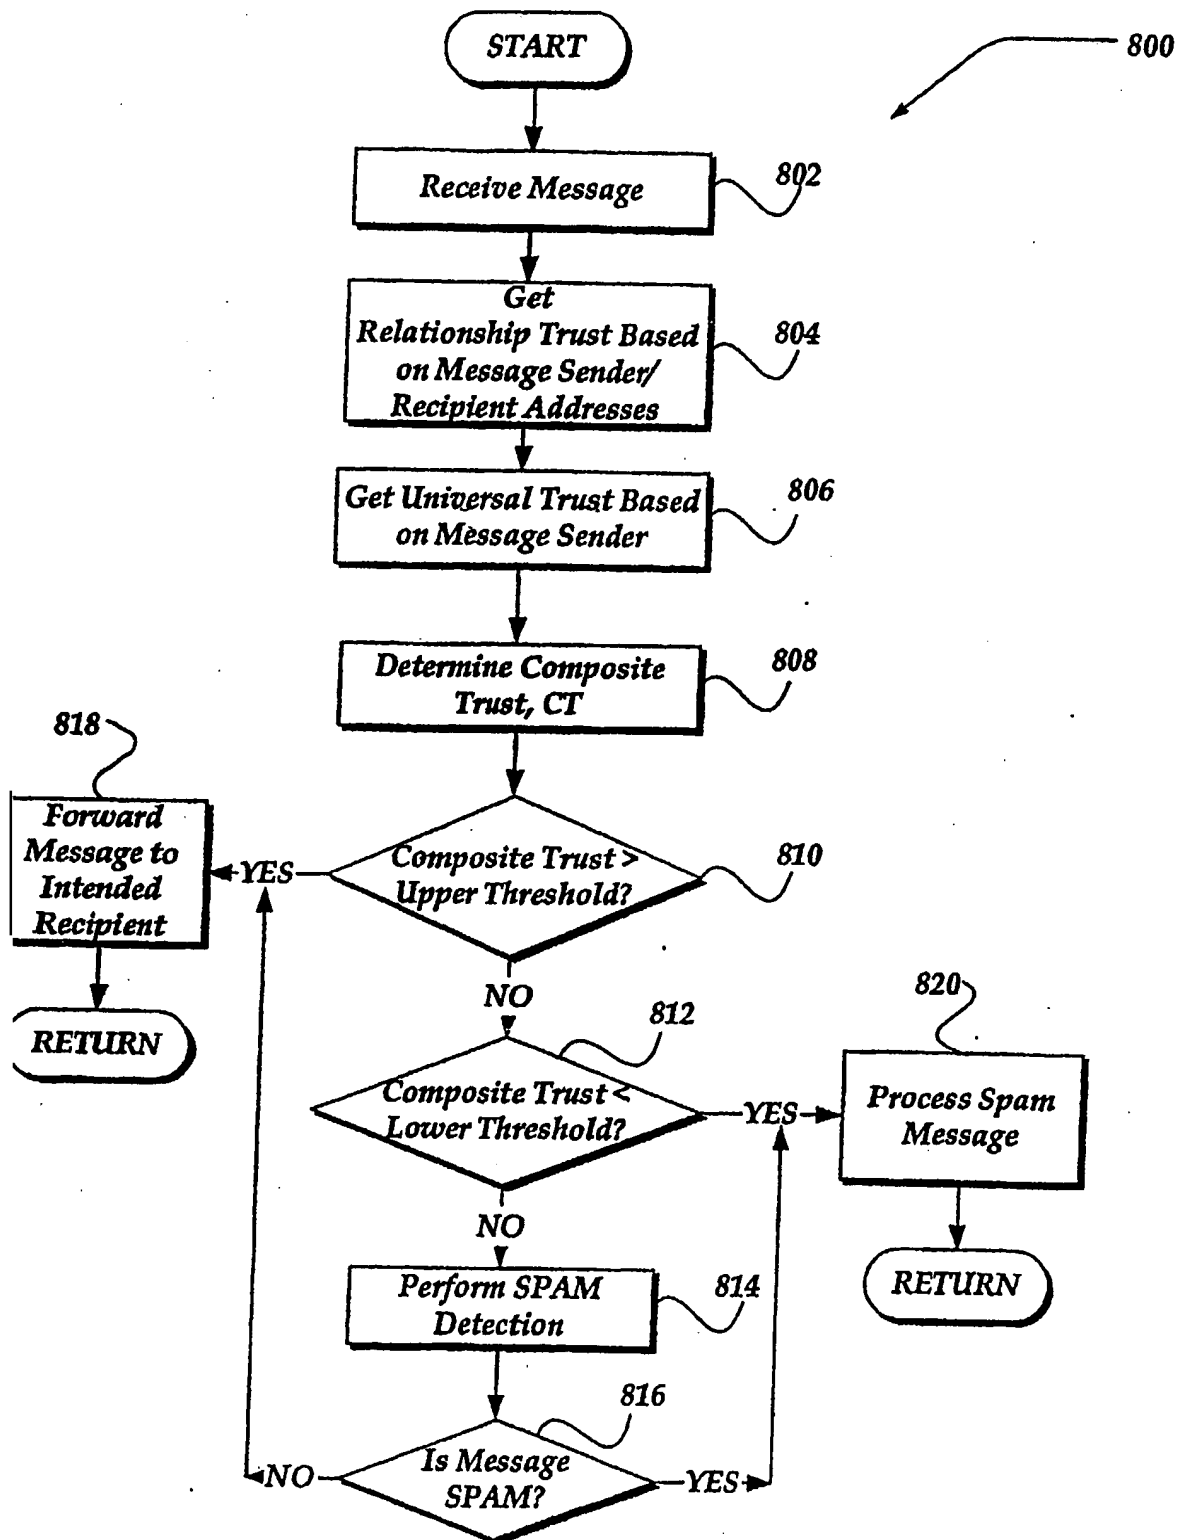 START
800
Receive Message
802
Get
Relationship Trust Based
on Message Sender/
Recipient Addresses
804
Get Universal Trust Based
on Message Sender
806
Determine Composite
Trust, CT
808
818
Forward
Message to
Intended
Recipient
YES
Composite Trust >
Upper Threshold?
810
RETURN
NO
812
820
Composite Trust <
Lower Threshold?
YES
Process Spam
Message
NO
Perform SPAM
Detection
814
RETURN
816
Is Message
SPAM?
NO
YES